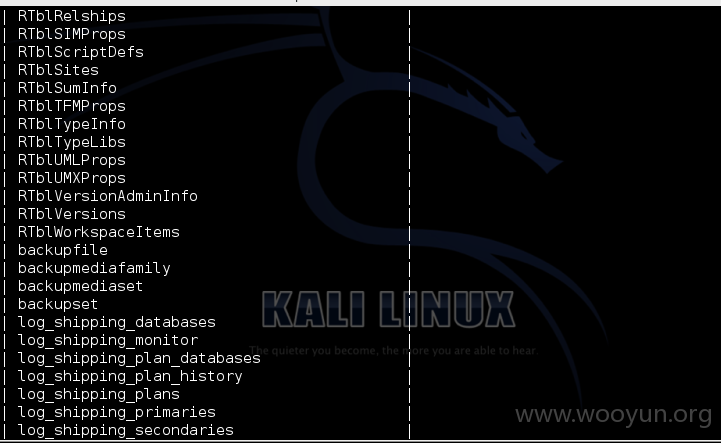 | RTblRelships |
| RTblSIMProps |
| RTblScriptDefs |
| RTblSites |
| RTblSumInfo |
| RTblTFMProps |
| RTblTypeInfo |
| RTblTypeLibs |
| RTblUMLProps |
| RTblUMXProps |
| RTblVersionAdminInfo |
| RTblVersions |
| RTblWorkspaceItems |
| backupfile |
| backupmediafamily |
| backupmediaset |
| backupset |
KALI LINUX
| log_shipping_databases |
| log_shipping_monitor |
The quieter you become, the more you are able to hear.
| log_shipping_plan_databases |
| log_shipping_plan_history |
| log_shipping_plans |
| log_shipping_primaries |
| log_shipping_secondaries |
www.wooyun.org